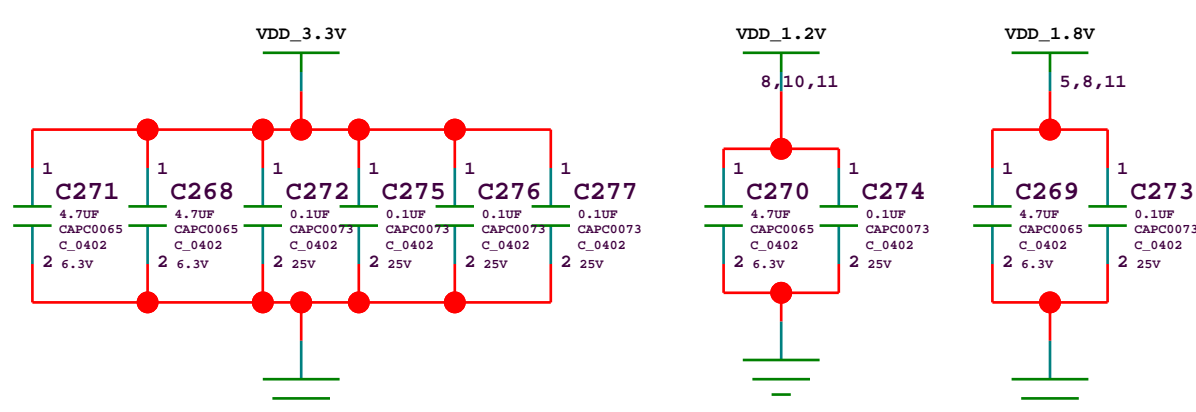 VDD_3.3V
VDD_1.2V
VDD_1.8V
8,10,11
5,8,11
1
C271
4.7UF
CAPC0065
C_0402
2 6.3V
1
C268
4.7UF
CAPC0065
C_0402
2 6.3V
1
C272
0.1UF
CAPC0073
C_0402
2 25V
1
C275
0.1UF
CAPC0073
C_0402
2 25V
1
C276
0.1UF
CAPC0073
C_0402
2 25V
1
C277
0.1UF
CAPC0073
C_0402
2 25V
1
C270
4.7UF
CAPC0065
C_0402
2 6.3V
1
C274
0.1UF
CAPC0073
C_0402
2 25V
1
C269
4.7UF
CAPC0065
C_0402
2 6.3V
1
C273
0.1UF
CAPC0073
C_0402
2 25V